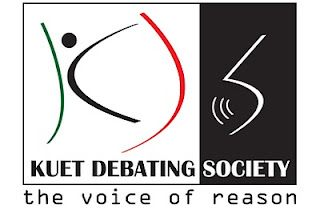 KUET DEBATING SOCIETY
the voice of reason